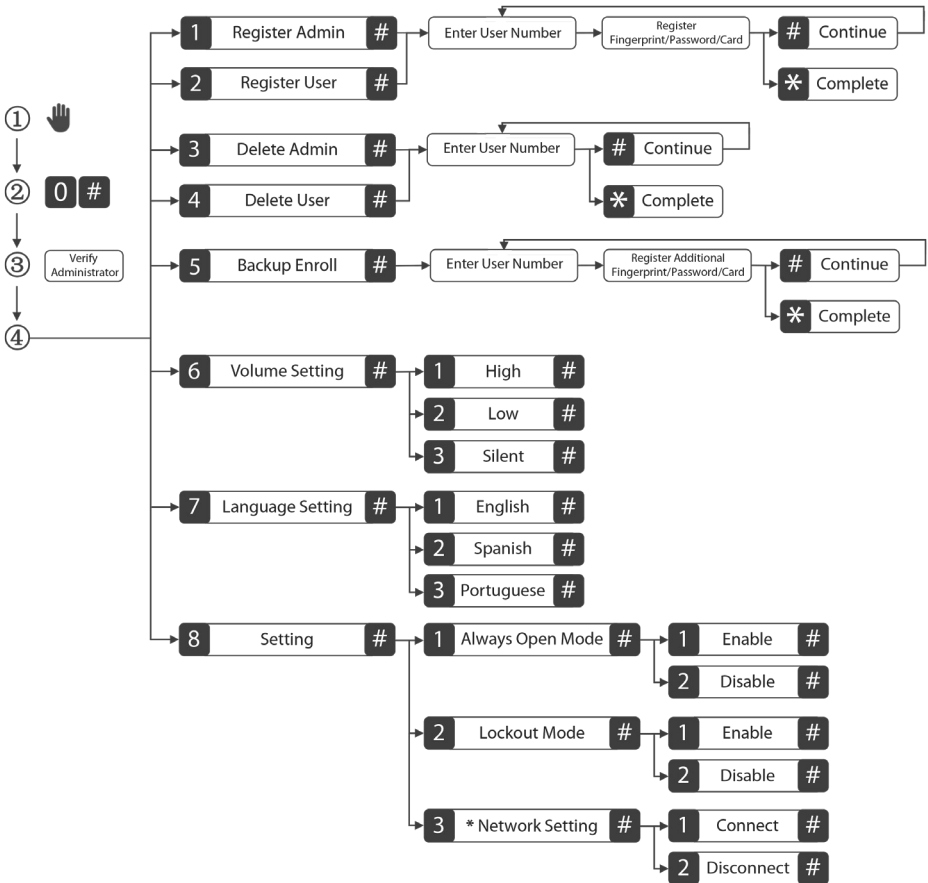 1 Register Admin #
Enter User Number
Register
Fingerprint/Password/Card
# Continue
2 Register User #
* Complete
①
3 Delete Admin #
Enter User Number
# Continue
② 0 #
4 Delete User #
* Complete
③ Verify
Administrator
5 Backup Enroll #
Enter User Number
Register Additional
Fingerprint/Password/Card
# Continue
* Complete
④
6 Volume Setting #
1 High #
2 Low #
3 Silent #
7 Language Setting #
1 English #
2 Spanish #
3 Portuguese #
8 Setting #
1 Always Open Mode #
1 Enable #
2 Disable #
2 Lockout Mode #
1 Enable #
2 Disable #
3 * Network Setting #
1 Connect #
2 Disconnect #